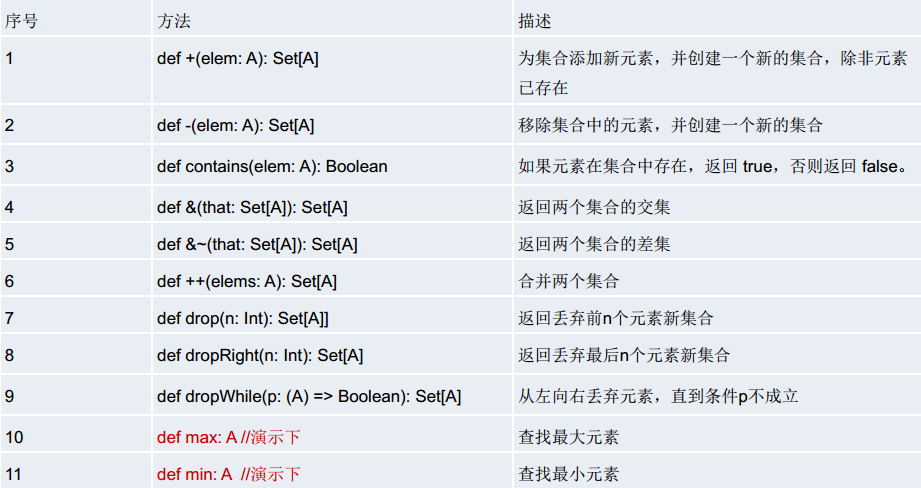 序号 方法 描述
1 def +(elem: A): Set[A] 为集合添加新元素，并创建一个新的集合，除非元素
已存在
2 def -(elem: A): Set[A] 移除集合中的元素，并创建一个新的集合
3 def contains(elem: A): Boolean 如果元素在集合中存在，返回 true，否则返回 false。
4 def &(that: Set[A]): Set[A] 返回两个集合的交集
5 def &~(that: Set[A]): Set[A] 返回两个集合的差集
6 def ++(elems: A): Set[A] 合并两个集合
7 def drop(n: Int): Set[A]] 返回丢弃前n个元素新集合
8 def dropRight(n: Int): Set[A] 返回丢弃最后n个元素新集合
9 def dropWhile(p: (A) => Boolean): Set[A] 从左向右丢弃元素，直到条件p不成立
10 def max: A //演示下 查找最大元素
11 def min: A //演示下 查找最小元素